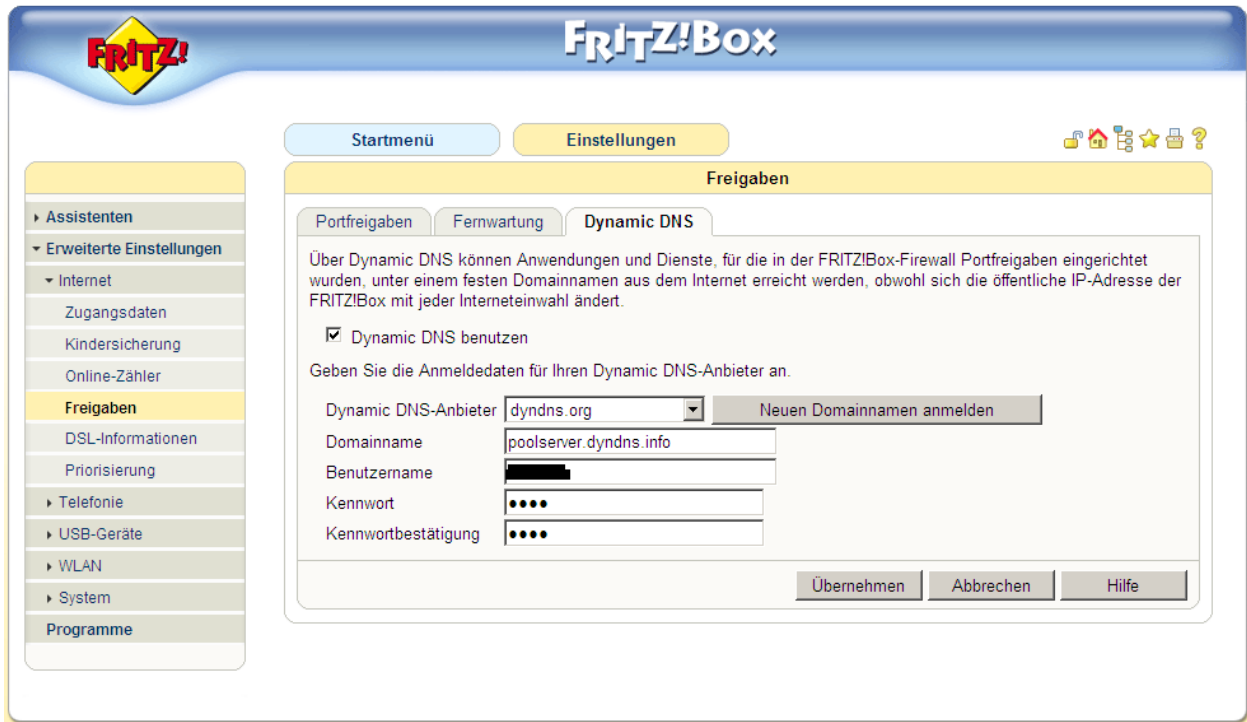 FRITZ!
FRITZ!Box
Startmenü
Einstellungen
Freigaben
Assistenten
Erweiterte Einstellungen
Internet
Zugangsdaten
Kindersicherung
Online-Zähler
Freigaben
DSL-Informationen
Priorisierung
Telefonie
USB-Geräte
WLAN
System
Programme
Portfreigaben
Fernwartung
Dynamic DNS
Über Dynamic DNS können Anwendungen und Dienste, für die in der FRITZ!Box-Firewall Portfreigaben eingerichtet
wurden, unter einem festen Domainnamen aus dem Internet erreicht werden, obwohl sich die öffentliche IP-Adresse der
FRITZ!Box mit jeder Interneteinwahl ändert.
Dynamic DNS benutzen
Geben Sie die Anmeldedaten für Ihren Dynamic DNS-Anbieter an.
Dynamic DNS-Anbieter dyndns.org Neuen Domainnamen anmelden
Domainname poolserver.dyndns.info
Benutzername
Kennwort ••••
Kennwortbestätigung ••••
Übernehmen Abbrechen Hilfe